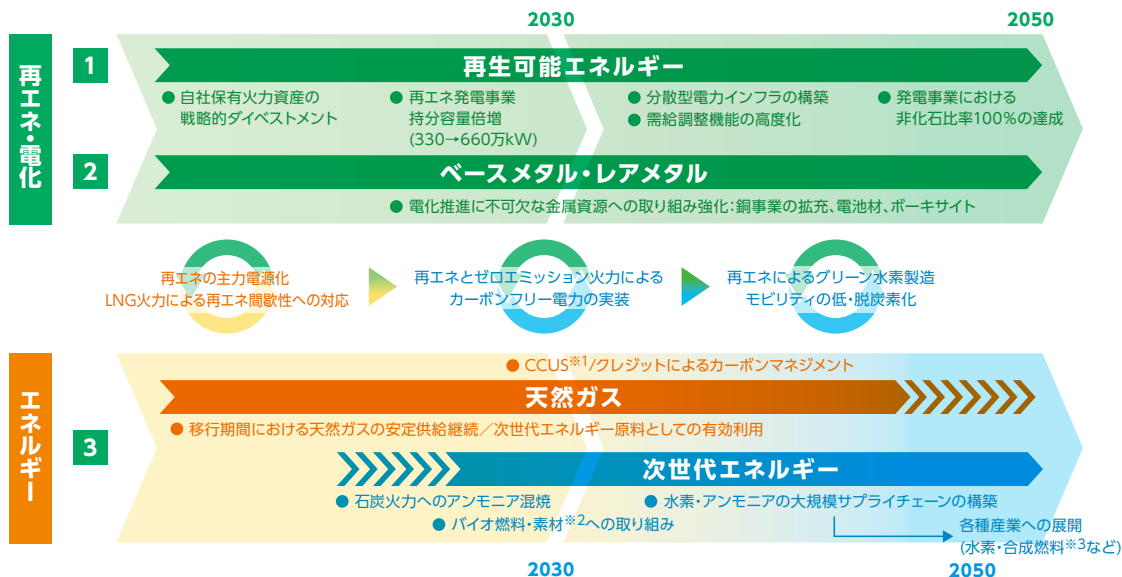 2030
2050
再エネ・電化
1
再生可能エネルギー
● 自社保有火力資産の
戦略的ダイベストメント
● 再エネ発電事業
持分容量倍増
(330→660万kW)
● 分散型電力インフラの構築
● 需給調整機能の高度化
● 発電事業における
非化石比率100%の達成
2
ベースメタル・レアメタル
● 電化推進に不可欠な金属資源への取り組み強化:銅事業の拡充、電池材、ボーキサイト
再エネの主力電源化
LNG火力による再エネ間歇性への対応
再エネとゼロエミッション火力による
カーボンフリー電力の実装
再エネによるグリーン水素製造
モビリティの低・脱炭素化
エネルギー
3
● CCUS※1/クレジットによるカーボンマネジメント
天然ガス
● 移行期間における天然ガスの安定供給継続／次世代エネルギー原料としての有効利用
次世代エネルギー
● 石炭火力へのアンモニア混焼
● バイオ燃料・素材※2への取り組み
● 水素・アンモニアの大規模サプライチェーンの構築
各種産業への展開
(水素・合成燃料※3など)
2030
2050